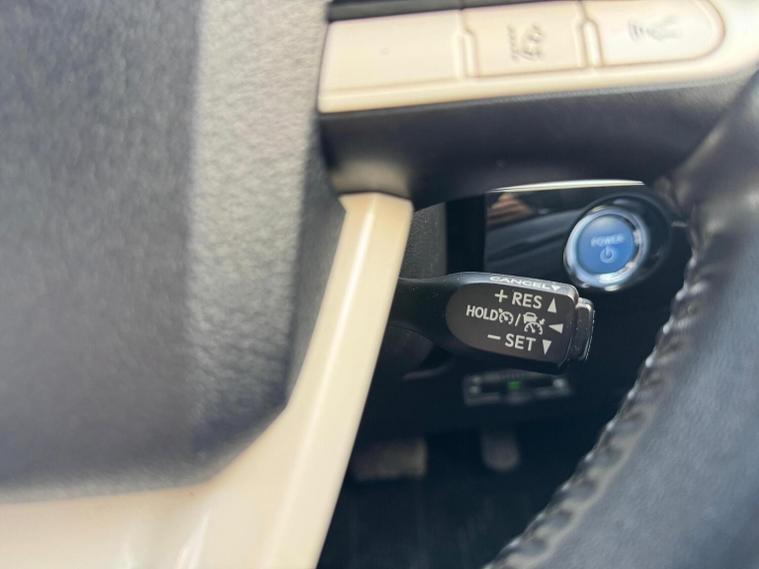 POWER
CANCEL
+ RES
HOLD /
− SET